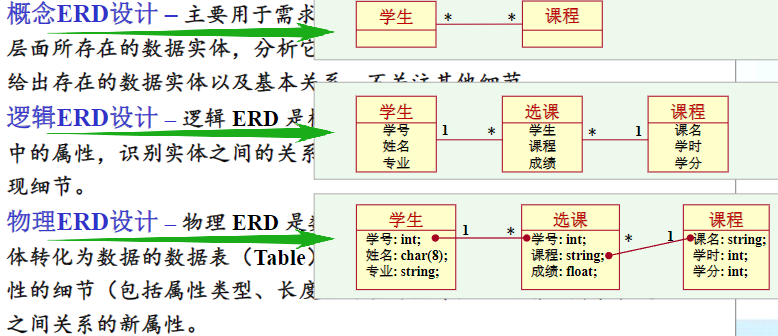 概念ERD设计 – 主要用于需求
层面所存在的数据实体，分析它
给出存在的数据实体以及基本关系，不关注其他细节
学生 * * 课程
逻辑ERD设计 – 逻辑 ERD 是
中的属性，识别实体之间的关系
现细节。
学生 1 * 选课 * 1 课程
学号 学生 课名
姓名 课程 学时
专业 成绩 学分
物理ERD设计 – 物理 ERD 是
体转化为数据的数据表（Table）
性的细节（包括属性类型、长度
之间关系的新属性。
学生 1 * 选课 * 1 课程
学号: int; 学号: int; 课名: string;
姓名: char(8); 课程: string; 学时: int;
专业: string; 成绩: float; 学分: int;